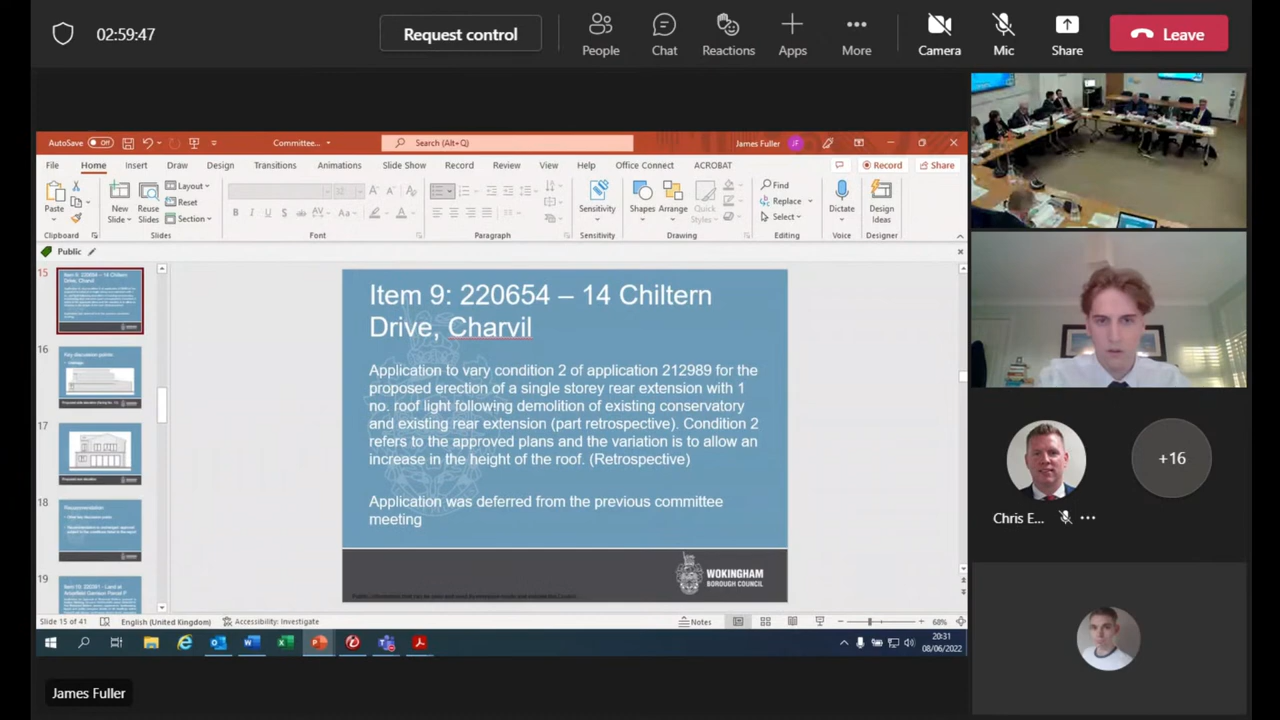 02:59:47
Request control
People
Chat
Reactions
Apps
More
Camera
Mic
Share
Leave
AutoSave
Off
Committee...
Search (Alt+Q)
James Fuller
JF
File
Home
Insert
Draw
Design
Transitions
Animations
Slide Show
Record
Review
View
Help
Office Connect
ACROBAT
Record
Share
Paste
New Slide
Reuse Slides
Layout
Reset
Section
Sensitivity
Shapes
Arrange
Quick Styles
Find
Replace
Select
Dictate
Design Ideas
Clipboard
Slides
Font
Paragraph
Sensitivity
Drawing
Editing
Voice
Designer
Public
15
16
Key discussion points
17
18
Recommendation
19
Item 9: 220654 – 14 Chiltern
Drive, Charvil
Application to vary condition 2 of application 212989 for the
proposed erection of a single storey rear extension with 1
no. roof light following demolition of existing conservatory
and existing rear extension (part retrospective). Condition 2
refers to the approved plans and the variation is to allow an
increase in the height of the roof. (Retrospective)
Application was deferred from the previous committee
meeting
WOKINGHAM
BOROUGH COUNCIL
Slide 15 of 41
English (United Kingdom)
Accessibility: Investigate
Notes
68%
20:31
08/06/2022
James Fuller
Chris E...
+16